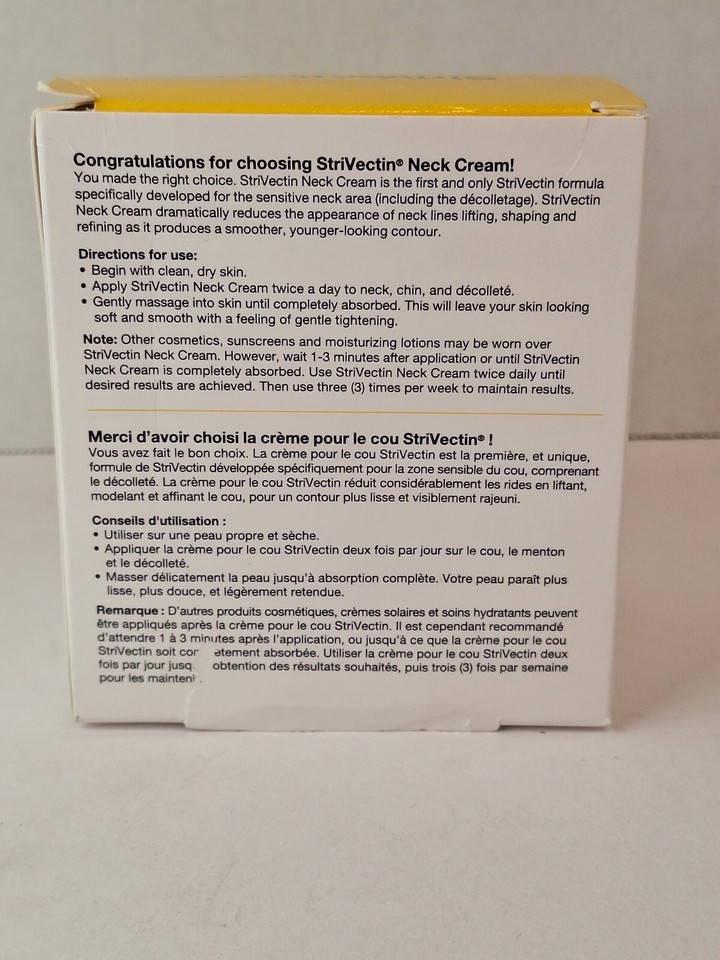 Congratulations for choosing StriVectin® Neck Cream!
You made the right choice. StriVectin Neck Cream is the first and only StriVectin formula
specifically developed for the sensitive neck area (including the décolletage). StriVectin
Neck Cream dramatically reduces the appearance of neck lines lifting, shaping and
refining as it produces a smoother, younger-looking contour.
Directions for use:
• Begin with clean, dry skin.
• Apply StriVectin Neck Cream twice a day to neck, chin, and décolleté.
• Gently massage into skin until completely absorbed. This will leave your skin looking
soft and smooth with a feeling of gentle tightening.
Note: Other cosmetics, sunscreens and moisturizing lotions may be worn over
StriVectin Neck Cream. However, wait 1-3 minutes after application or until StriVectin
Neck Cream is completely absorbed. Use StriVectin Neck Cream twice daily until
desired results are achieved. Then use three (3) times per week to maintain results.
Merci d'avoir choisi la crème pour le cou StriVectin® !
Vous avez fait le bon choix. La crème pour le cou StriVectin est la première, et unique,
formule de StriVectin développée spécifiquement pour la zone sensible du cou, comprenant
le décolleté. La crème pour le cou StriVectin réduit considérablement les rides en liftant,
modelant et affinant le cou, pour un contour plus lisse et visiblement rajeuni.
Conseils d'utilisation :
• Utiliser sur une peau propre et sèche.
• Appliquer la crème pour le cou StriVectin deux fois par jour sur le cou, le menton
et le décolleté.
• Masser délicatement la peau jusqu'à absorption complète. Votre peau paraît plus
lisse, plus douce, et légèrement retendue.
Remarque : D'autres produits cosmétiques, crèmes solaires et soins hydratants peuvent
être appliqués après la crème pour le cou StriVectin. Il est cependant recommandé
d'attendre 1 à 3 minutes après l'application, ou jusqu'à ce que la crème pour le cou
StriVectin soit etement absorbée. Utiliser la crème pour le cou StriVectin deux
fois par jour jusq obtention des résultats souhaités, puis trois (3) fois par semaine
pour les